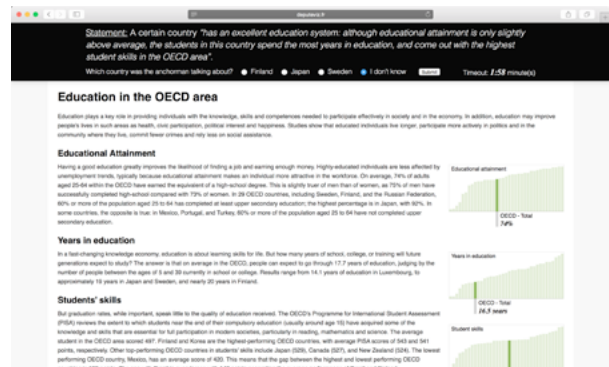 Statement: A certain country "has an excellent education system: although educational attainment is only slightly
above average, the students in this country spend the most years in education, and come out with the highest
student skills in the OECD area".
Which country was the anchorman talking about? Finland Japan Sweden I don't know Submit Timeout: 1:58 minute(s)
Education in the OECD area
Education plays a key role in providing individuals with the knowledge, skills and competences needed to participate effectively in society and in the economy. In addition, education may improve
people's lives in such areas as health, civic participation, political interest and happiness. Studies show that educated individuals live longer, participate more actively in politics and in the
community where they live, commit fewer crimes and rely less on social assistance.
Educational Attainment
Having a good education greatly improves the likelihood of finding a job and earning enough money. Highly-educated individuals are less affected by
unemployment trends, typically because educational attainment makes an individual more attractive in the workforce. On average, 74% of adults
aged 25-64 within the OECD have earned the equivalent of a high-school degree. This is slightly truer of men than of women, as 75% of men have
successfully completed high-school compared with 73% of women. In 28 OECD countries, including Sweden, Finland, and the Russian Federation,
60% or more of the population aged 25 to 64 has completed at least upper secondary education; the highest percentage is in Japan, with 92%. In
some countries, the opposite is true: in Mexico, Portugal, and Turkey, 60% or more of the population aged 25 to 64 have not completed upper
secondary education.
Educational attainment
OECD - Total
74%
Years in education
In a fast-changing knowledge economy, education is about learning skills for life. But how many years of school, college, or training will future
generations expect to study? The answer is that on average in the OECD, people can expect to go through 17.7 years of education, judging by the
number of people between the ages of 5 and 39 currently in school or college. Results range from 14.1 years of education in Luxembourg, to
approximately 16 years in Japan and Sweden, and nearly 20 years in Finland.
Years in education
OECD - Total
16.5 years
Students' skills
But graduation rates, while important, speak little to the quality of education received. The OECD's Programme for International Student Assessment
(PISA) reviews the extent to which students near the end of their compulsory education (usually around age 15) have acquired some of the
knowledge and skills that are essential for full participation in modern societies, particularly in reading, mathematics and science. The average
student in the OECD area scored 497. Finland and Korea are the highest-performing OECD countries, with average PISA scores of 543 and 541
points, respectively. Other top-performing OECD countries in students' skills include Japan (529), Canada (527), and New Zealand (524). The lowest
performing OECD country, Mexico, has an average score of 420. This means that the gap between the highest and lowest performing OECD
Student skills